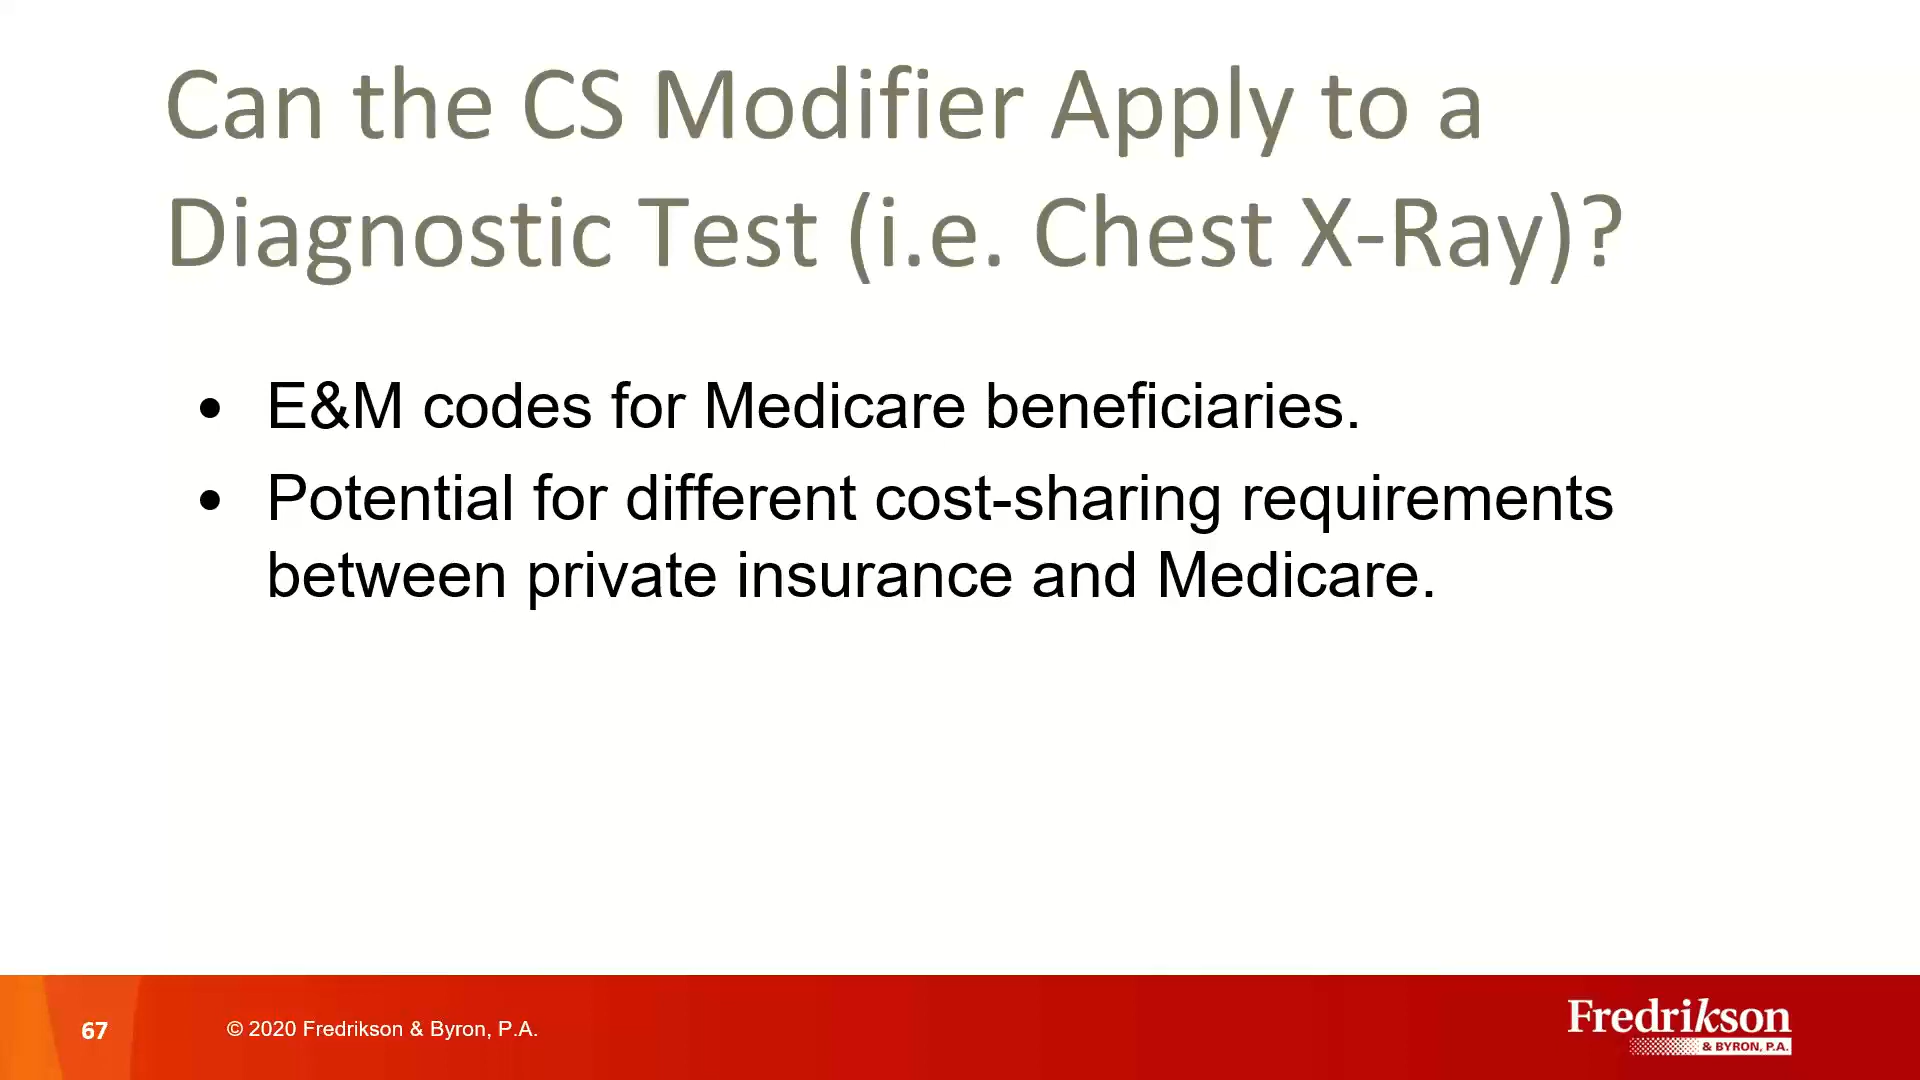 Can the CS Modifier Apply to a
Diagnostic Test (i.e. Chest X-Ray)?
• E&M codes for Medicare beneficiaries.
• Potential for different cost-sharing requirements
between private insurance and Medicare.
67
© 2020 Fredrikson & Byron, P.A.
Fredrikson
& BYRON, P.A.